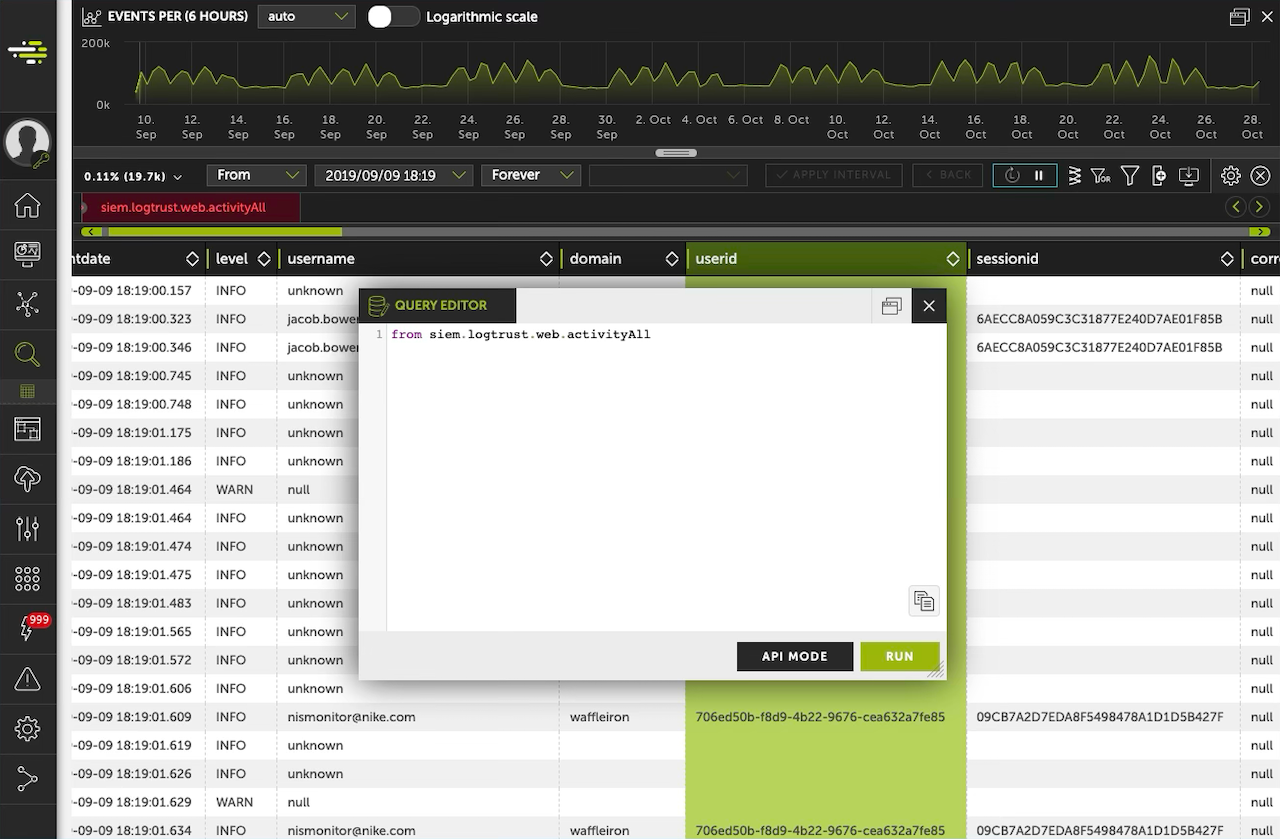 EVENTS PER (6 HOURS) auto Logarithmic scale
200k
0k
10. Sep 12. Sep 14. Sep 16. Sep 18. Sep 20. Sep 22. Sep 24. Sep 26. Sep 28. Sep 30. Sep 2. Oct 4. Oct 6. Oct 8. Oct 10. Oct 12. Oct 14. Oct 16. Oct 18. Oct 20. Oct 22. Oct 24. Oct 26. Oct 28. Oct
0.11% (19.7k) From 2019/09/09 18:19 Forever APPLY INTERVAL BACK OR
siem.logtrust.web.activityAll
ntdate level username domain userid sessionid corre
-09-09 18:19:00.157 INFO unknown null
-09-09 18:19:00.323 INFO jacob.bower 6AECC8A059C3C31877E240D7AE01F85B null
-09-09 18:19:00.346 INFO jacob.bower 6AECC8A059C3C31877E240D7AE01F85B null
-09-09 18:19:00.745 INFO unknown null
-09-09 18:19:00.748 INFO unknown null
-09-09 18:19:01.175 INFO unknown null
-09-09 18:19:01.186 INFO unknown null
-09-09 18:19:01.464 WARN null null
-09-09 18:19:01.464 INFO unknown null
-09-09 18:19:01.474 INFO unknown null
-09-09 18:19:01.475 INFO unknown null
-09-09 18:19:01.483 INFO unknown null
-09-09 18:19:01.565 INFO unknown null
-09-09 18:19:01.572 INFO unknown null
-09-09 18:19:01.606 INFO unknown null
-09-09 18:19:01.609 INFO nismonitor@nike.com waffleiron 706ed50b-f8d9-4b22-9676-cea632a7fe85 09CB7A2D7EDA8F5498478A1D1D5B427F null
-09-09 18:19:01.619 INFO unknown null
-09-09 18:19:01.626 INFO unknown null
-09-09 18:19:01.629 WARN null null
-09-09 18:19:01.634 INFO nismonitor@nike.com waffleiron 706ed50b-f8d9-4b22-9676-cea632a7fe85 09CB7A2D7EDA8F5498478A1D1D5B427F null
QUERY EDITOR
1 from siem.logtrust.web.activityAll
API MODE RUN
999